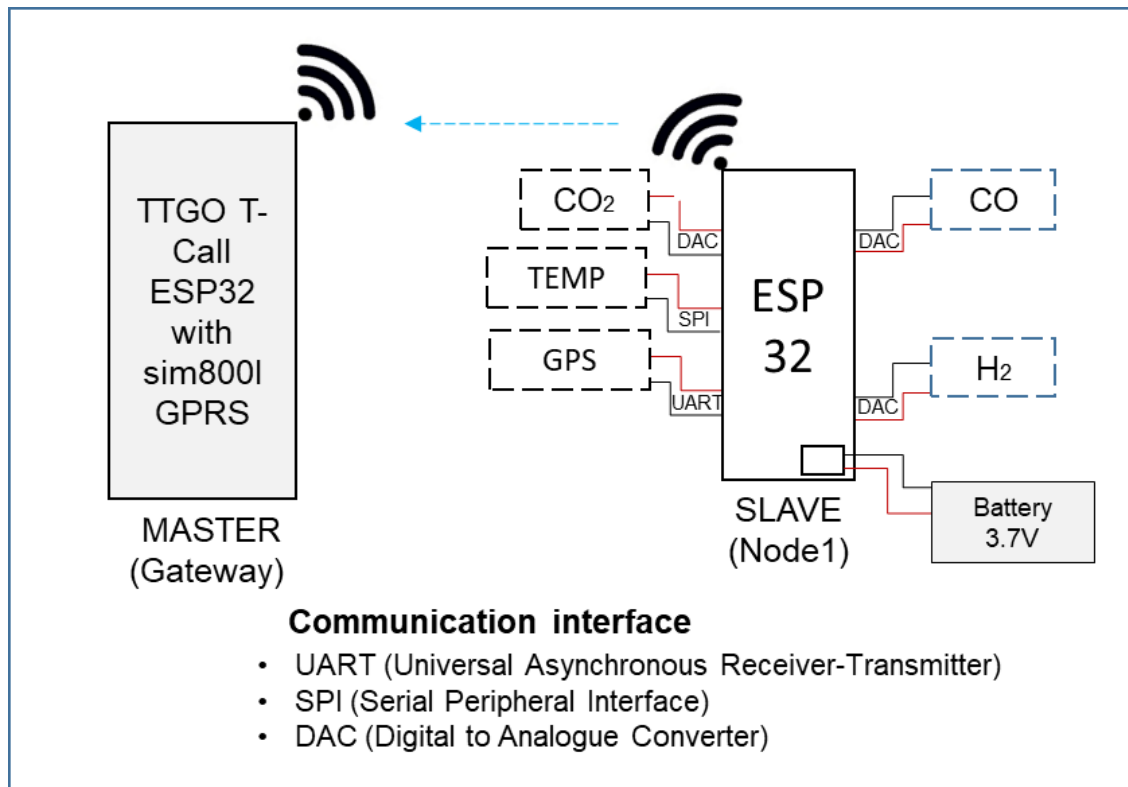 TTGO T-
Call
ESP32
with
sim800l
GPRS
MASTER
(Gateway)
CO2
DAC
TEMP
SPI
GPS
UART
ESP
32
SLAVE
(Node1)
CO
DAC
H2
DAC
Battery
3.7V
Communication interface
• UART (Universal Asynchronous Receiver-Transmitter)
• SPI (Serial Peripheral Interface)
• DAC (Digital to Analogue Converter)